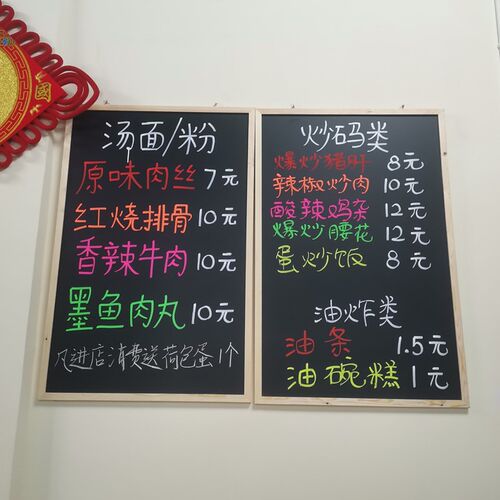 國
汤面/粉
原味肉丝 7元
红烧排骨 10元
香辣牛肉 10元
墨鱼肉丸 10元
凡进店消费送荷包蛋1个
炒码类
爆炒猪肝 8元
辣椒炒肉 10元
酸辣鸡杂 12元
爆炒腰花 12元
蛋炒饭 8元
油炸类
油条 1.5元
油碗糕 1元